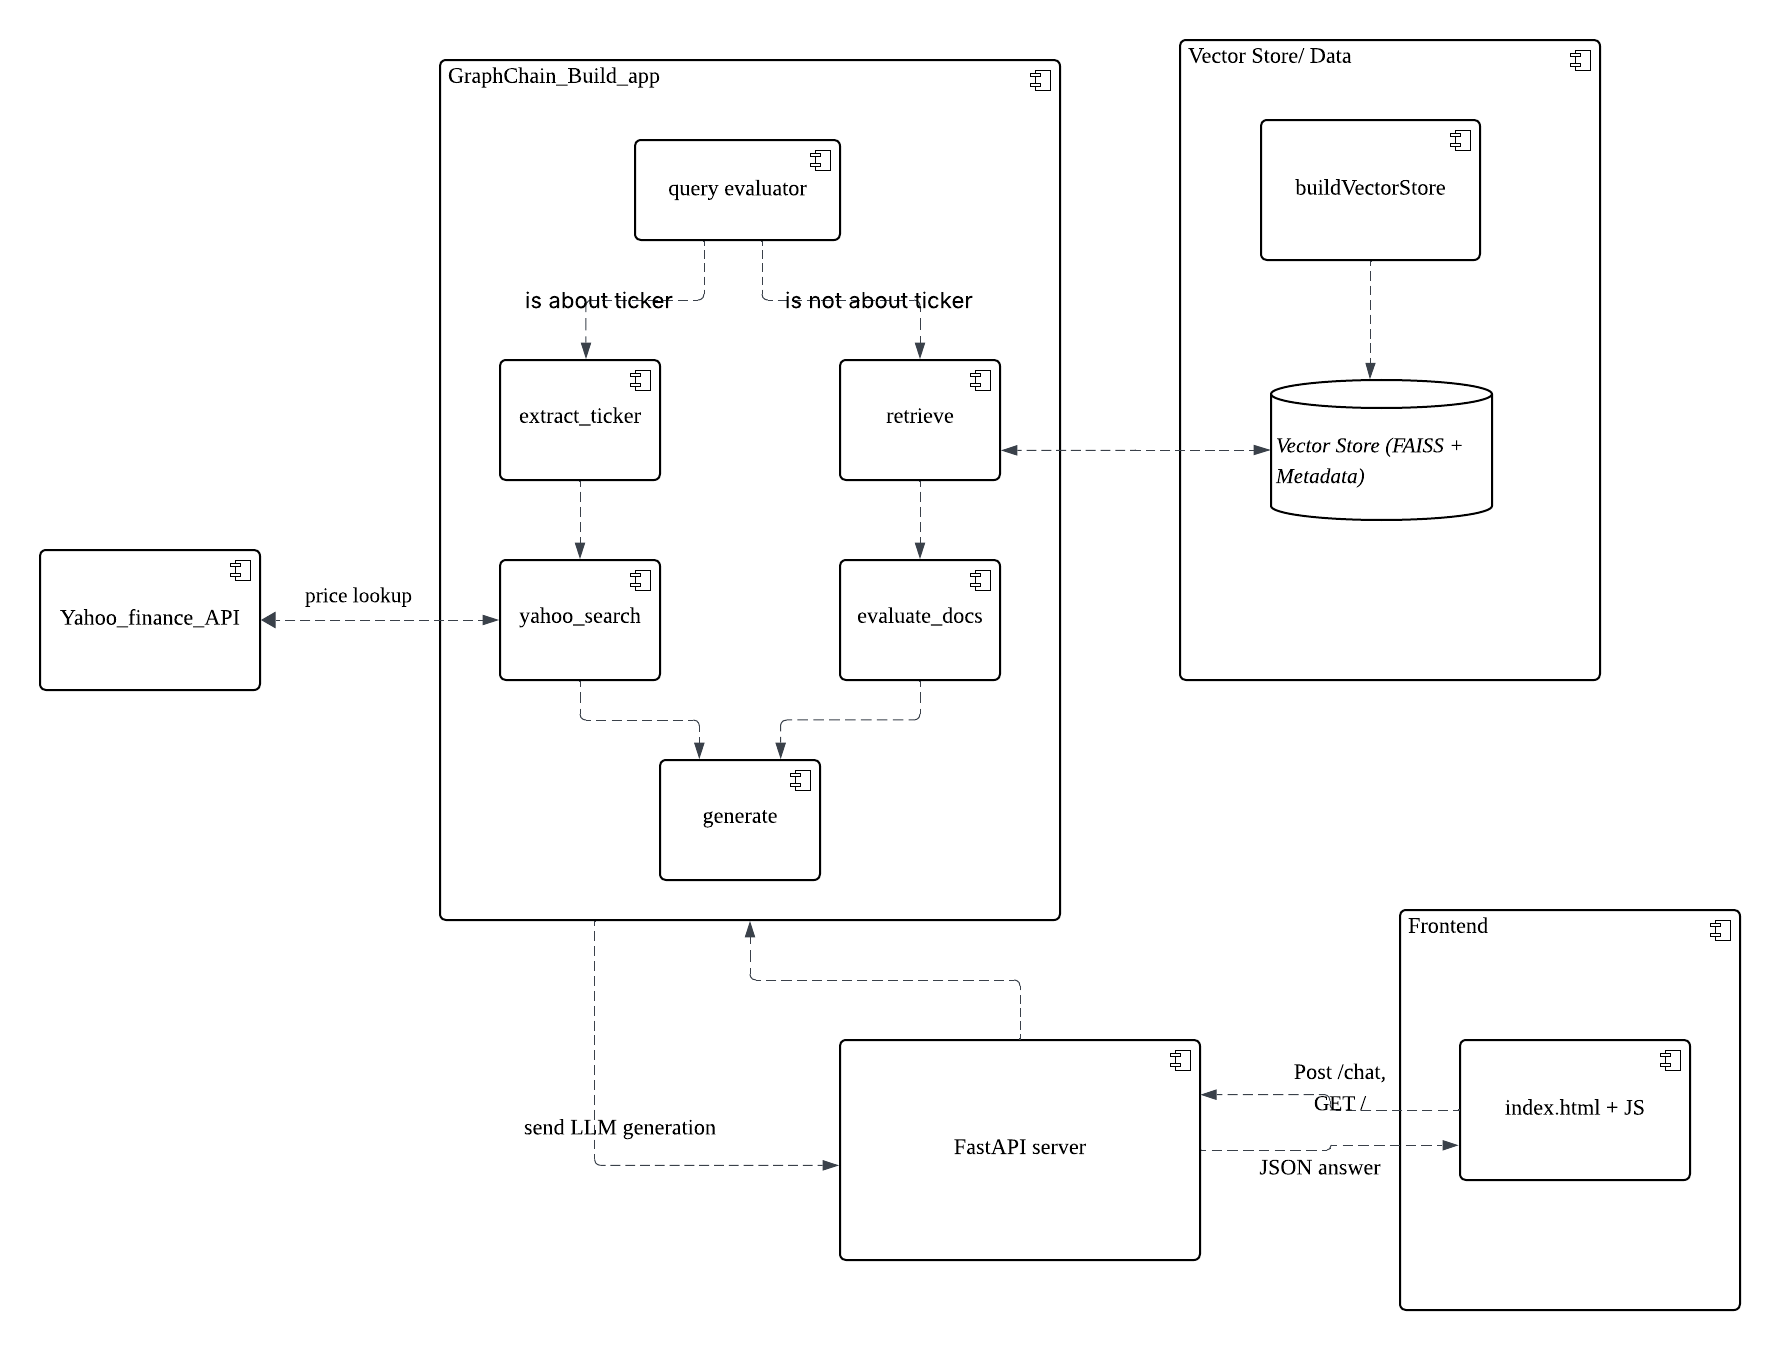 Vector Store/ Data
GraphChain_Build_app
query evaluator
buildVectorStore
is about ticker
is not about ticker
extract_ticker
retrieve
Vector Store (FAISS +
Metadata)
price lookup
Yahoo_finance_API
yahoo_search
evaluate_docs
generate
Frontend
Post /chat,
GET /
index.html + JS
send LLM generation
FastAPI server
JSON answer